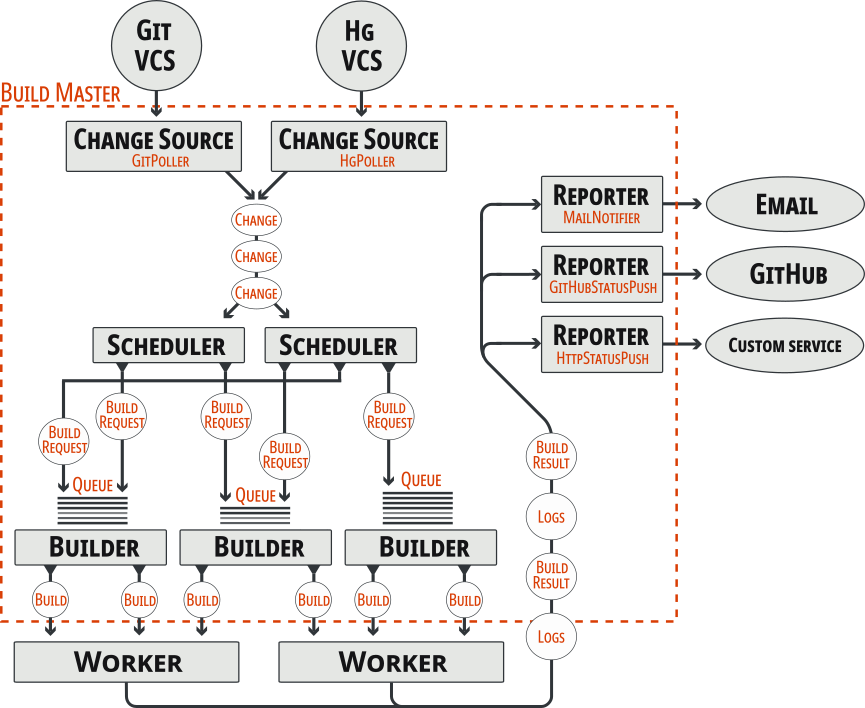 Git
VCS
Hg
VCS
Build Master
Change Source
GitPoller
Change Source
HgPoller
Change
Change
Change
Reporter
MailNotifier
Email
Reporter
GitHubStatusPush
GitHub
Reporter
HttpStatusPush
Custom service
Scheduler
Scheduler
Build
Request
Build
Request
Build
Request
Build
Request
Build
Request
Queue
Queue
Queue
Builder
Builder
Builder
Build
Build
Build
Build
Build
Build
Worker
Worker
Build
Result
Logs
Build
Result
Logs